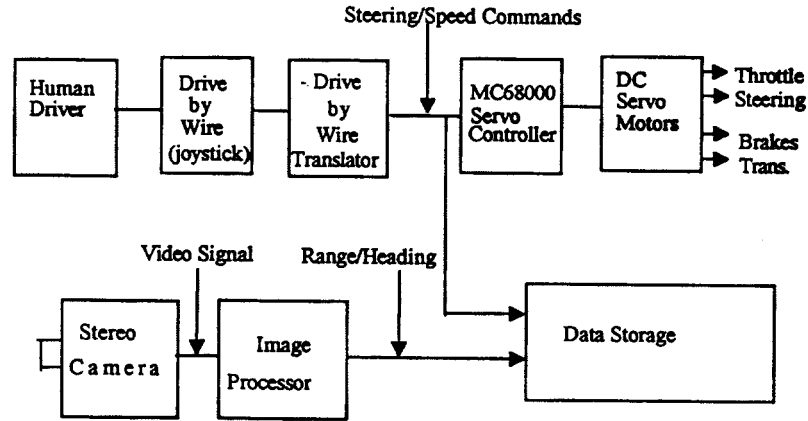 Steering/Speed Commands
Human
Driver
Drive
by
Wire
(joystick)
- Drive
by
Wire
Translator
MC68000
Servo
Controller
DC
Servo
Motors
Throttle
Steering
Brakes
Trans.
Video Signal
Range/Heading
Stereo
Camera
Image
Processor
Data Storage